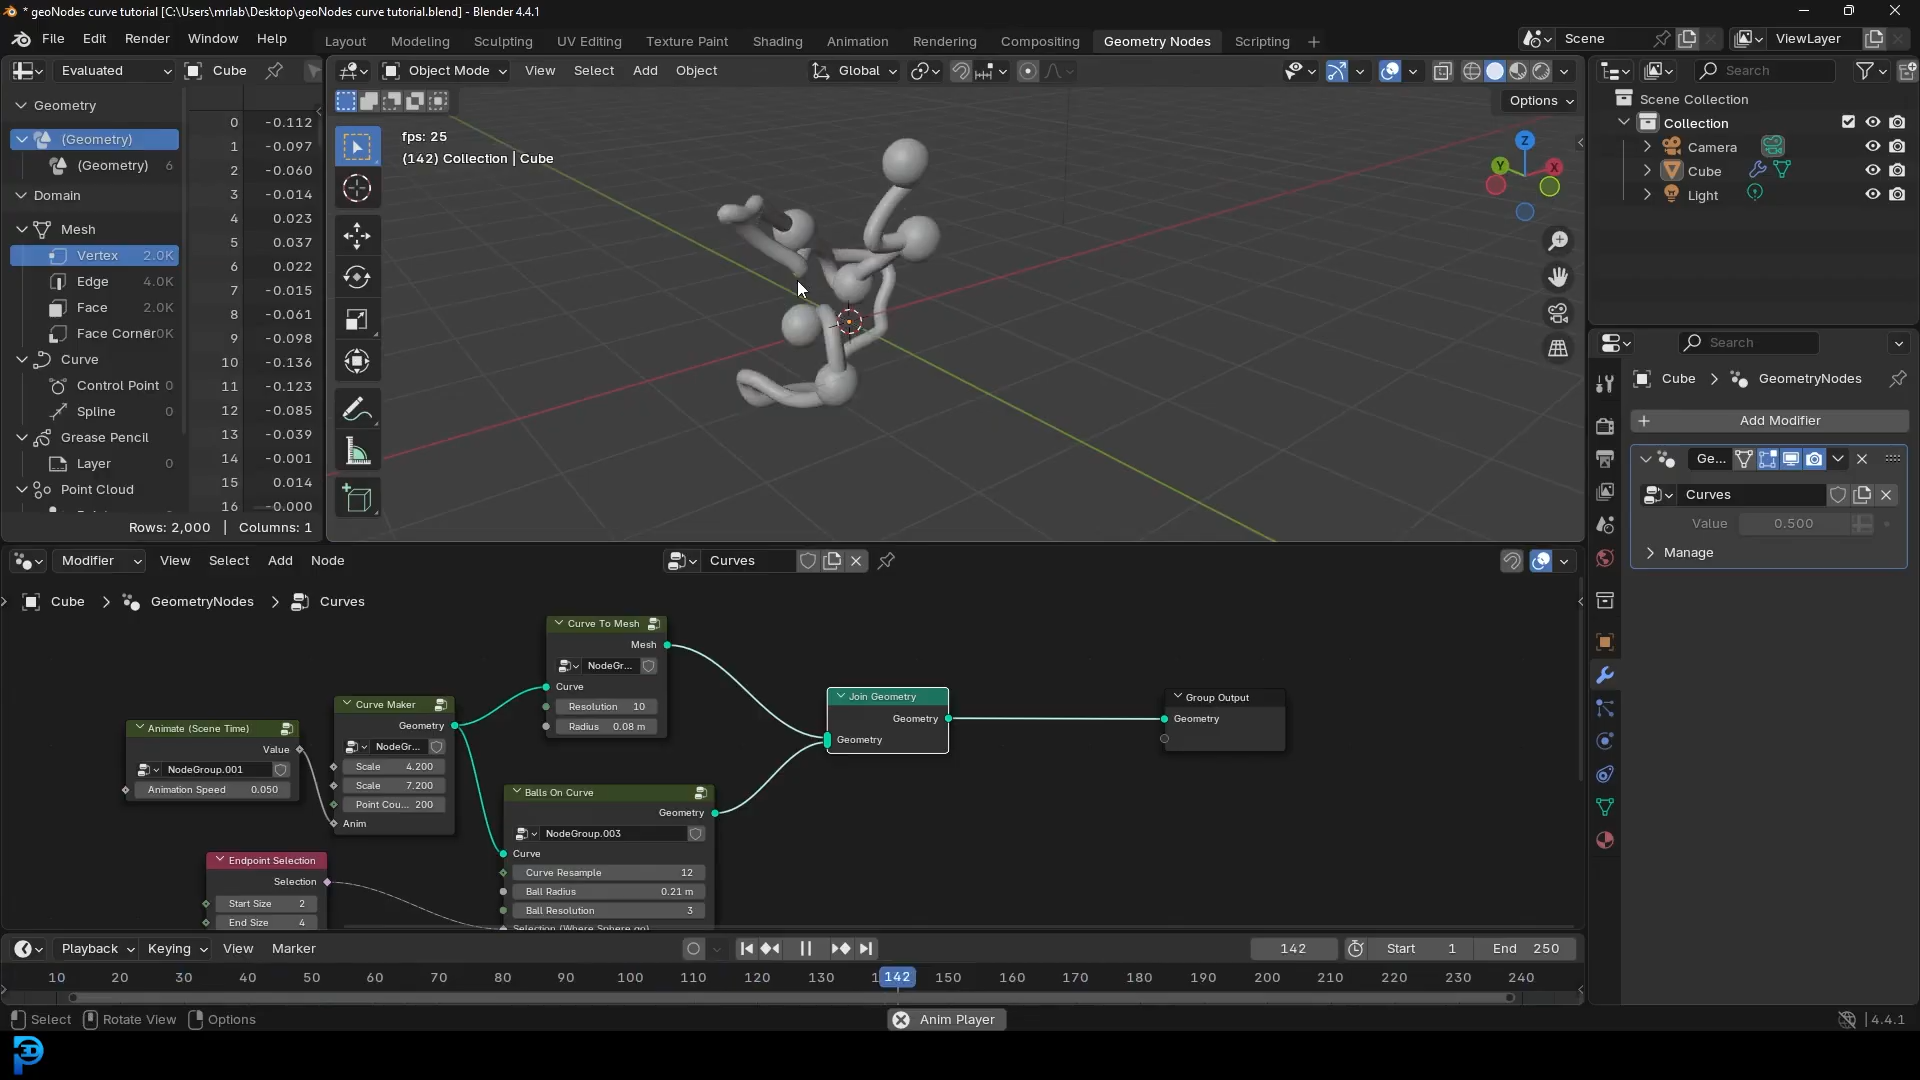 * geoNodes curve tutorial [C:\Users\mrlab\Desktop\geoNodes curve tutorial.blend] - Blender 4.4.1
File Edit Render Window Help
Layout Modeling Sculpting UV Editing Texture Paint Shading Animation Rendering Compositing Geometry Nodes Scripting +
Scene
ViewLayer
Evaluated
Cube
Object Mode View Select Add Object
Global
Options
Geometry
(Geometry)
(Geometry) 6
Domain
Mesh
Vertex 2.0K
Edge 4.0K
Face 2.0K
Face Corner
Curve
Control Point 0
Spline 0
Grease Pencil
Layer 0
Point Cloud
0 -0.112
1 -0.097
2 -0.060
3 -0.014
4 0.023
5 0.037
6 0.022
7 -0.015
8 -0.061
9 -0.098
10 -0.136
11 -0.123
12 -0.085
13 -0.039
14 -0.001
15 0.014
16 -0.000
Rows: 2,000 | Columns: 1
fps: 25
(142) Collection | Cube
Z
Y
X
Search
Scene Collection
Collection
Camera
Cube
Light
Search
Cube > GeometryNodes
Add Modifier
Ge...
Curves
Value 0.500
Manage
Modifier View Select Add Node
Curves
Cube > GeometryNodes > Curves
Animate (Scene Time)
Value
NodeGroup.001
Animation Speed 0.050
Curve Maker
Geometry
NodeGr...
Scale 4.200
Scale 7.200
Point Cou... 200
Anim
Endpoint Selection
Selection
Start Size 2
End Size 4
Curve To Mesh
Mesh
NodeGr...
Curve
Resolution 10
Radius 0.08 m
Balls On Curve
Geometry
NodeGroup.003
Curve
Curve Resample 12
Ball Radius 0.21 m
Ball Resolution 3
Selection (Where Sphere go)
Join Geometry
Geometry
Geometry
Group Output
Geometry
Playback Keying View Marker
142
Start 1
End 250
10 20 30 40 50 60 70 80 90 100 110 120 130 142 150 160 170 180 190 200 210 220 230 240
Select Rotate View Options
Anim Player
4.4.1